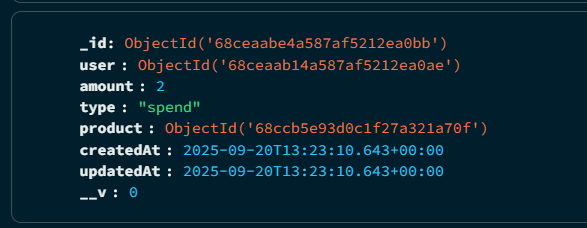 _id: ObjectId('68ceaabe4a587af5212ea0bb')
user : ObjectId('68ceaab14a587af5212ea0ae')
amount : 2
type : "spend"
product : ObjectId('68ccb5e93d0c1f27a321a70f')
createdAt : 2025-09-20T13:23:10.643+00:00
updatedAt : 2025-09-20T13:23:10.643+00:00
__v : 0